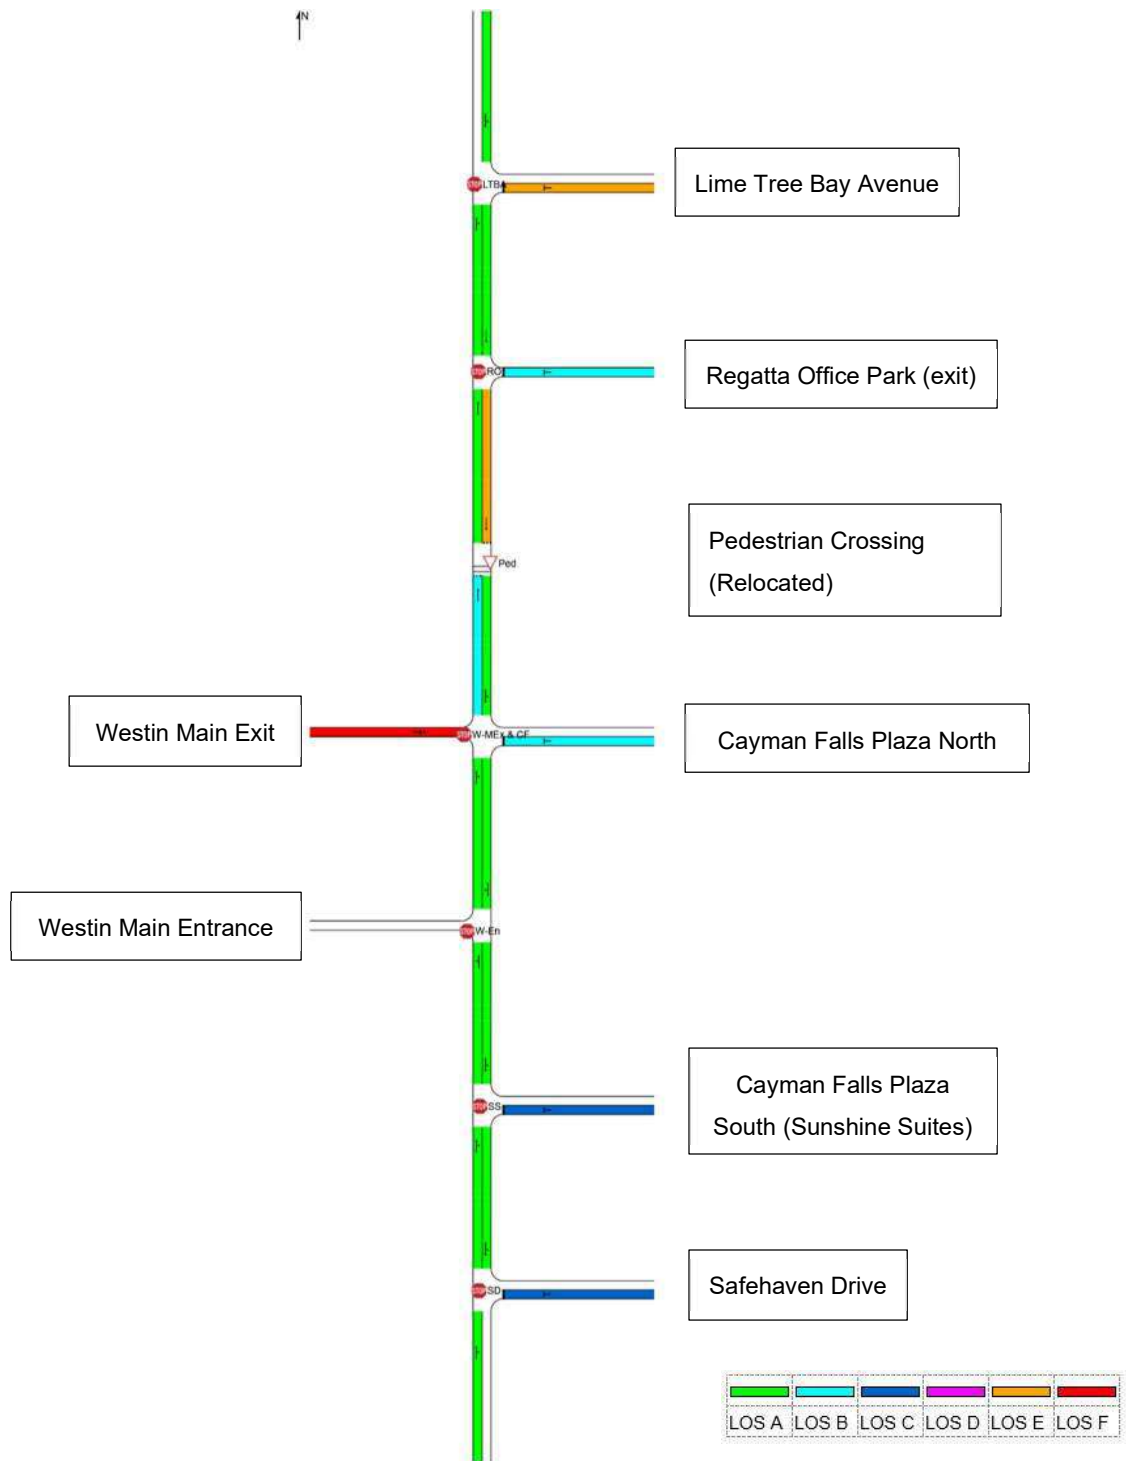 N
LTBA
Lime Tree Bay Avenue
RO
Regatta Office Park (exit)
Pedestrian Crossing
(Relocated)
Ped
Westin Main Exit
W-MEx & CF
Cayman Falls Plaza North
Westin Main Entrance
W-En
Cayman Falls Plaza
South (Sunshine Suites)
SS
Safehaven Drive
SD
LOS A LOS B LOS C LOS D LOS E LOS F